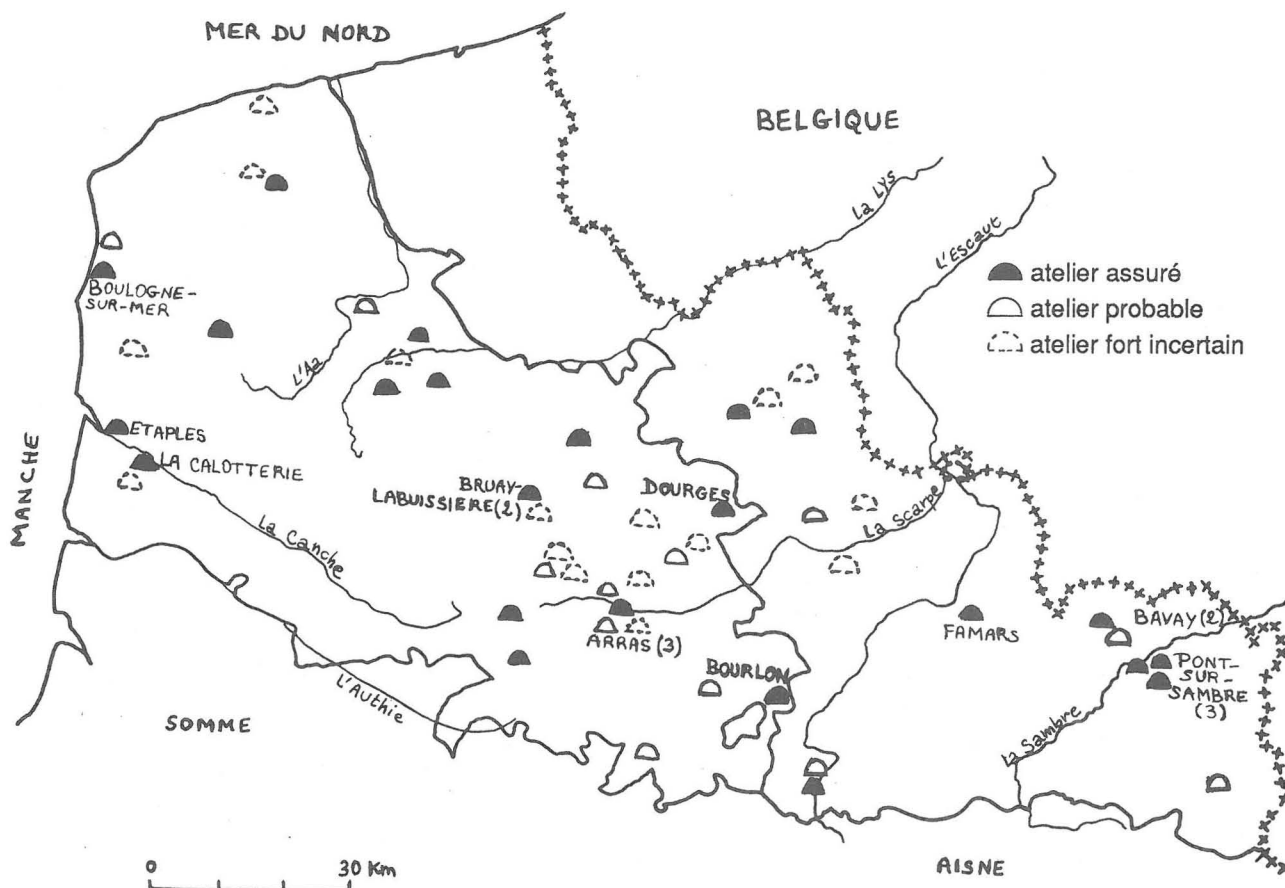 MER DU NORD
BELGIQUE
La LYS
L'ESCAUT
atelier assuré
atelier probable
atelier fort incertain
BOULOGNE-
SUR-MER
L'Aa
ETAPLES
LA CALOTTERIE
MANCHE
BRUAY-
LABUISSIERE(2)
DOURGES
La Scarpe
La Canche
ARRAS (3)
FAMARS
BAVAY (2)
PONT-
SUR-
SAMBRE
(3)
BOURLON
L'Authie
SOMME
La Sambre
AISNE
0 30 Km